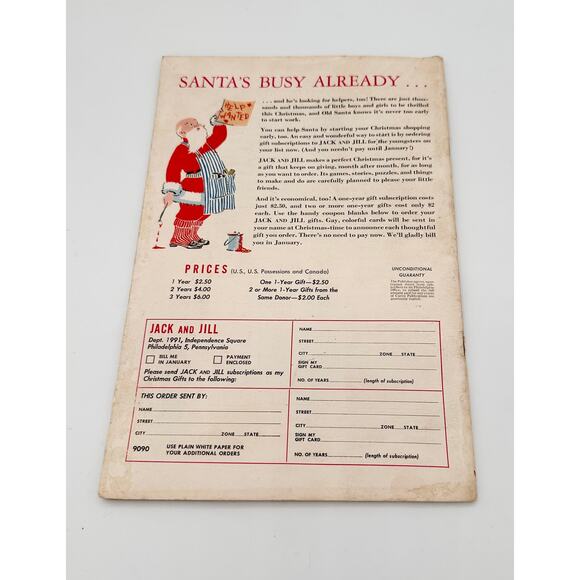 SANTA'S BUSY ALREADY . . .
HELP
WANTED
. . . and he's looking for helpers, too! There are just thou-
sands and thousands of little boys and girls to be thrilled
this Christmas, and Old Santa knows it's never too early
to start work.
You can help Santa by starting your Christmas shopping
early, too. An easy and wonderful way to start is by ordering
gift subscriptions to JACK AND JILL for the youngsters on
your list now. (And you needn't pay until January!)
JACK AND JILL makes a perfect Christmas present, for it's
a gift that keeps on giving, month after month, for as long
as you want to order. Its games, stories, puzzles, and things
to make and do are carefully planned to please your little
friends.
And it's economical, too! A one-year gift subscription costs
just $2.50, and two or more one-year gifts cost only $2
each. Use the handy coupon blanks below to order your
JACK AND JILL gifts. Gay, colorful cards will be sent in
your name at Christmas-time to announce each thoughtful
gift you order. There's no need to pay now. We'll gladly bill
you in January.
PRICES (U.S., U.S. Possessions and Canada)
1 Year $2.50
2 Years $4.00
3 Years $6.00
One 1-Year Gift—$2.50
2 or More 1-Year Gifts from the
Same Donor—$2.00 Each
UNCONDITIONAL
GUARANTY
JACK AND JILL
Dept. 1991, Independence Square
Philadelphia 5, Pennsylvania
BILL ME
IN JANUARY
PAYMENT
ENCLOSED
Please send JACK AND JILL subscriptions as my
Christmas Gifts to the following:
NAME
STREET
CITY ZONE STATE
SIGN MY
GIFT CARD
NO. OF YEARS (length of subscription)
THIS ORDER SENT BY:
NAME
STREET
CITY ZONE STATE
9090 USE PLAIN WHITE PAPER FOR
YOUR ADDITIONAL ORDERS
NAME
STREET
CITY ZONE STATE
SIGN MY
GIFT CARD
NO. OF YEARS (length of subscription)